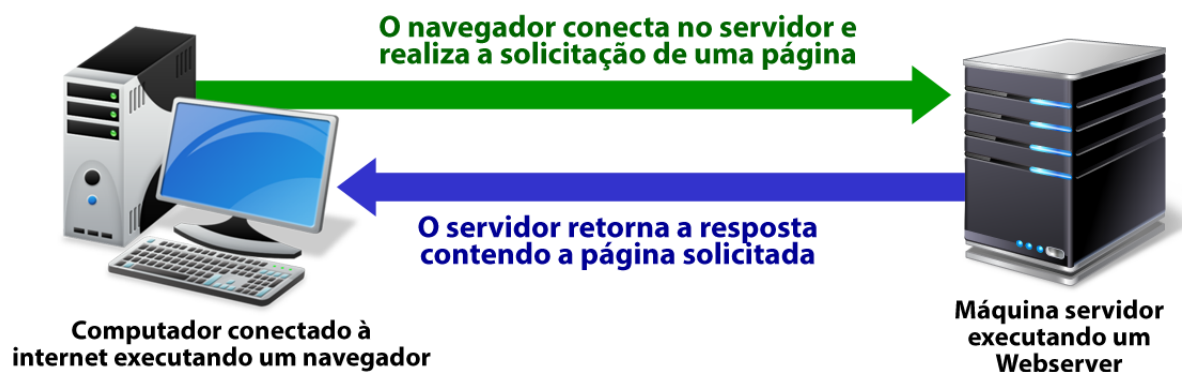 O navegador conecta no servidor e
realiza a solicitação de uma página
O servidor retorna a resposta
contendo a página solicitada
Computador conectado à
internet executando um navegador
Máquina servidor
executando um
Webserver